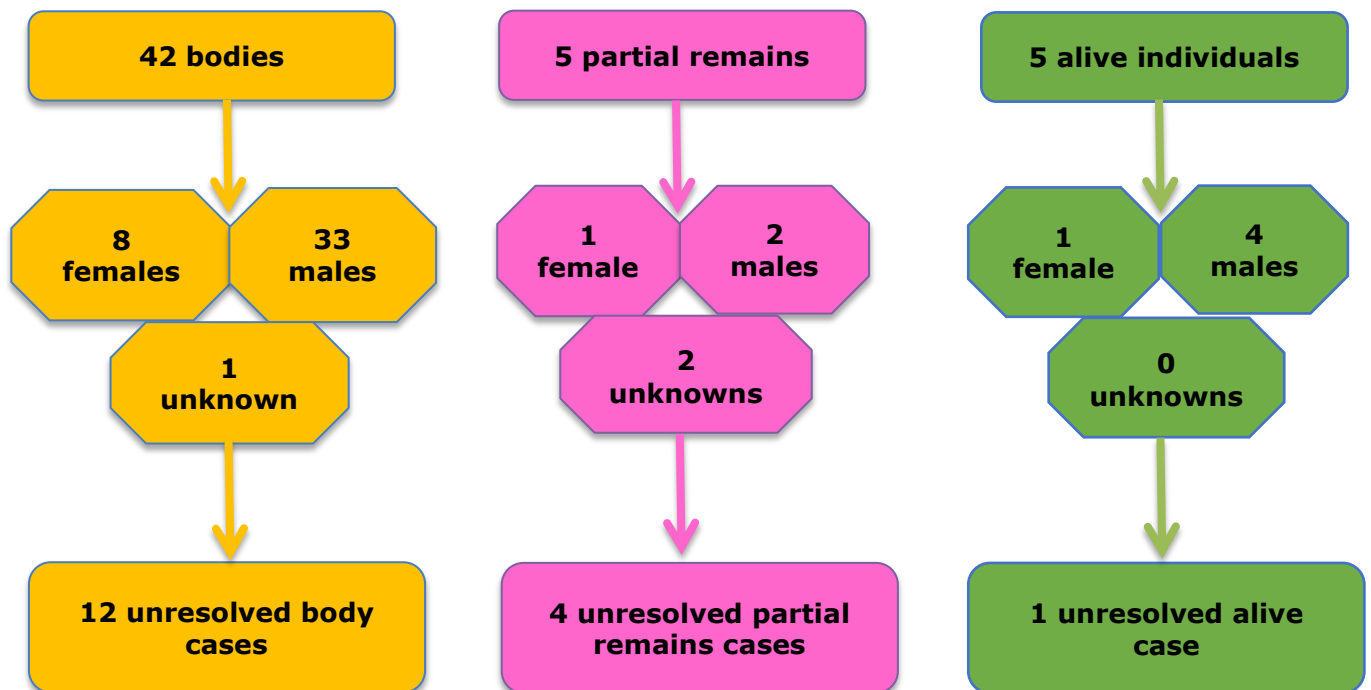 42 bodies
5 partial remains
5 alive individuals
8
females
33
males
1
unknown
1
female
2
males
2
unknowns
1
female
4
males
0
unknowns
12 unresolved body
cases
4 unresolved partial
remains cases
1 unresolved alive
case